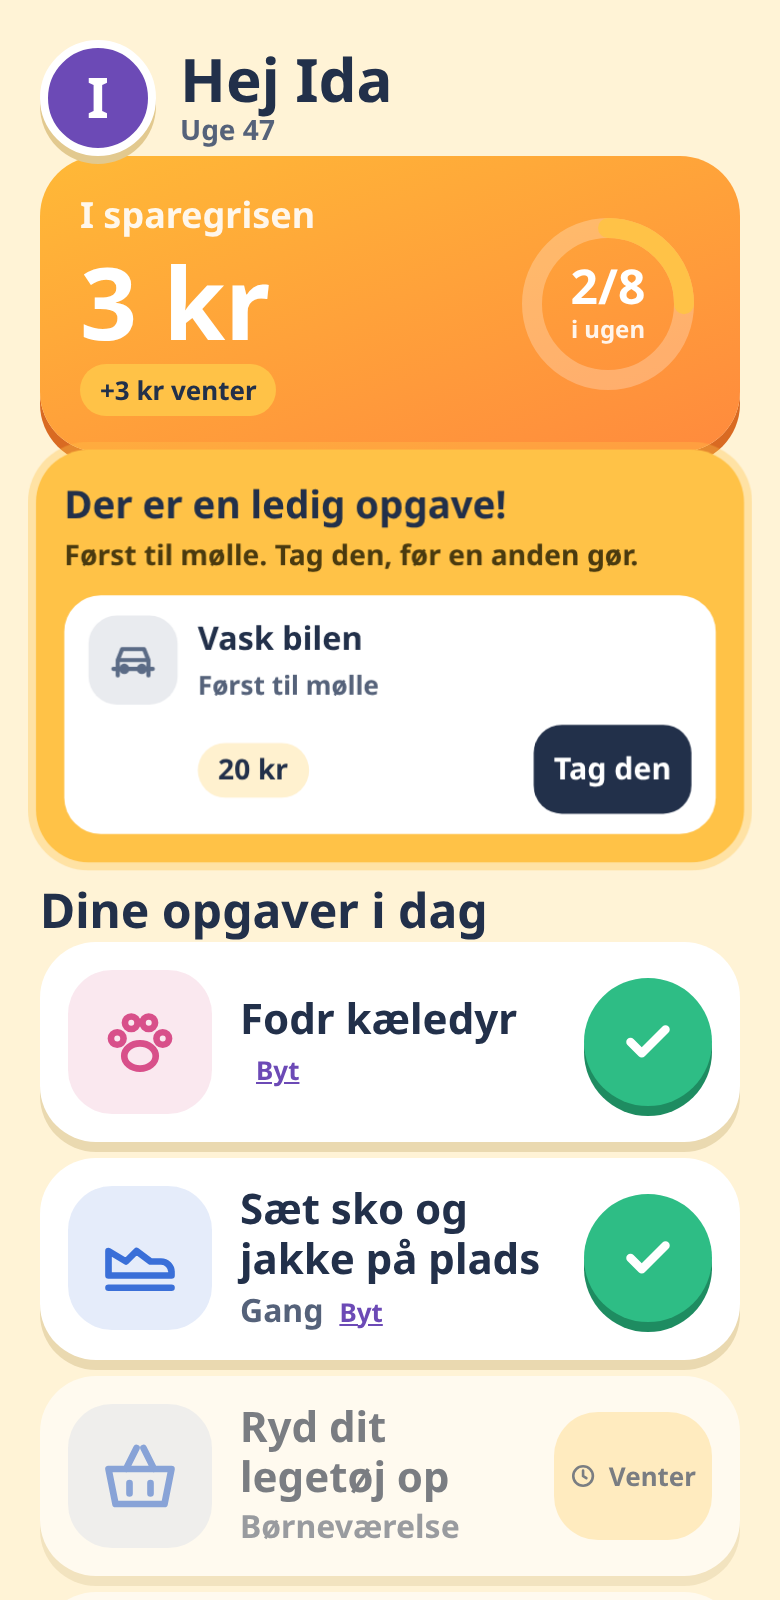 I
Hej Ida
Uge 47
I sparegrisen
3 kr
+3 kr venter
2/8
i ugen
Der er en ledig opgave!
Først til mølle. Tag den, før en anden gør.
Vask bilen
Først til mølle
20 kr
Tag den
Dine opgaver i dag
Fodr kæledyr
Byt
Sæt sko og
jakke på plads
Gang Byt
Ryd dit
legetøj op
Børneværelse
Venter